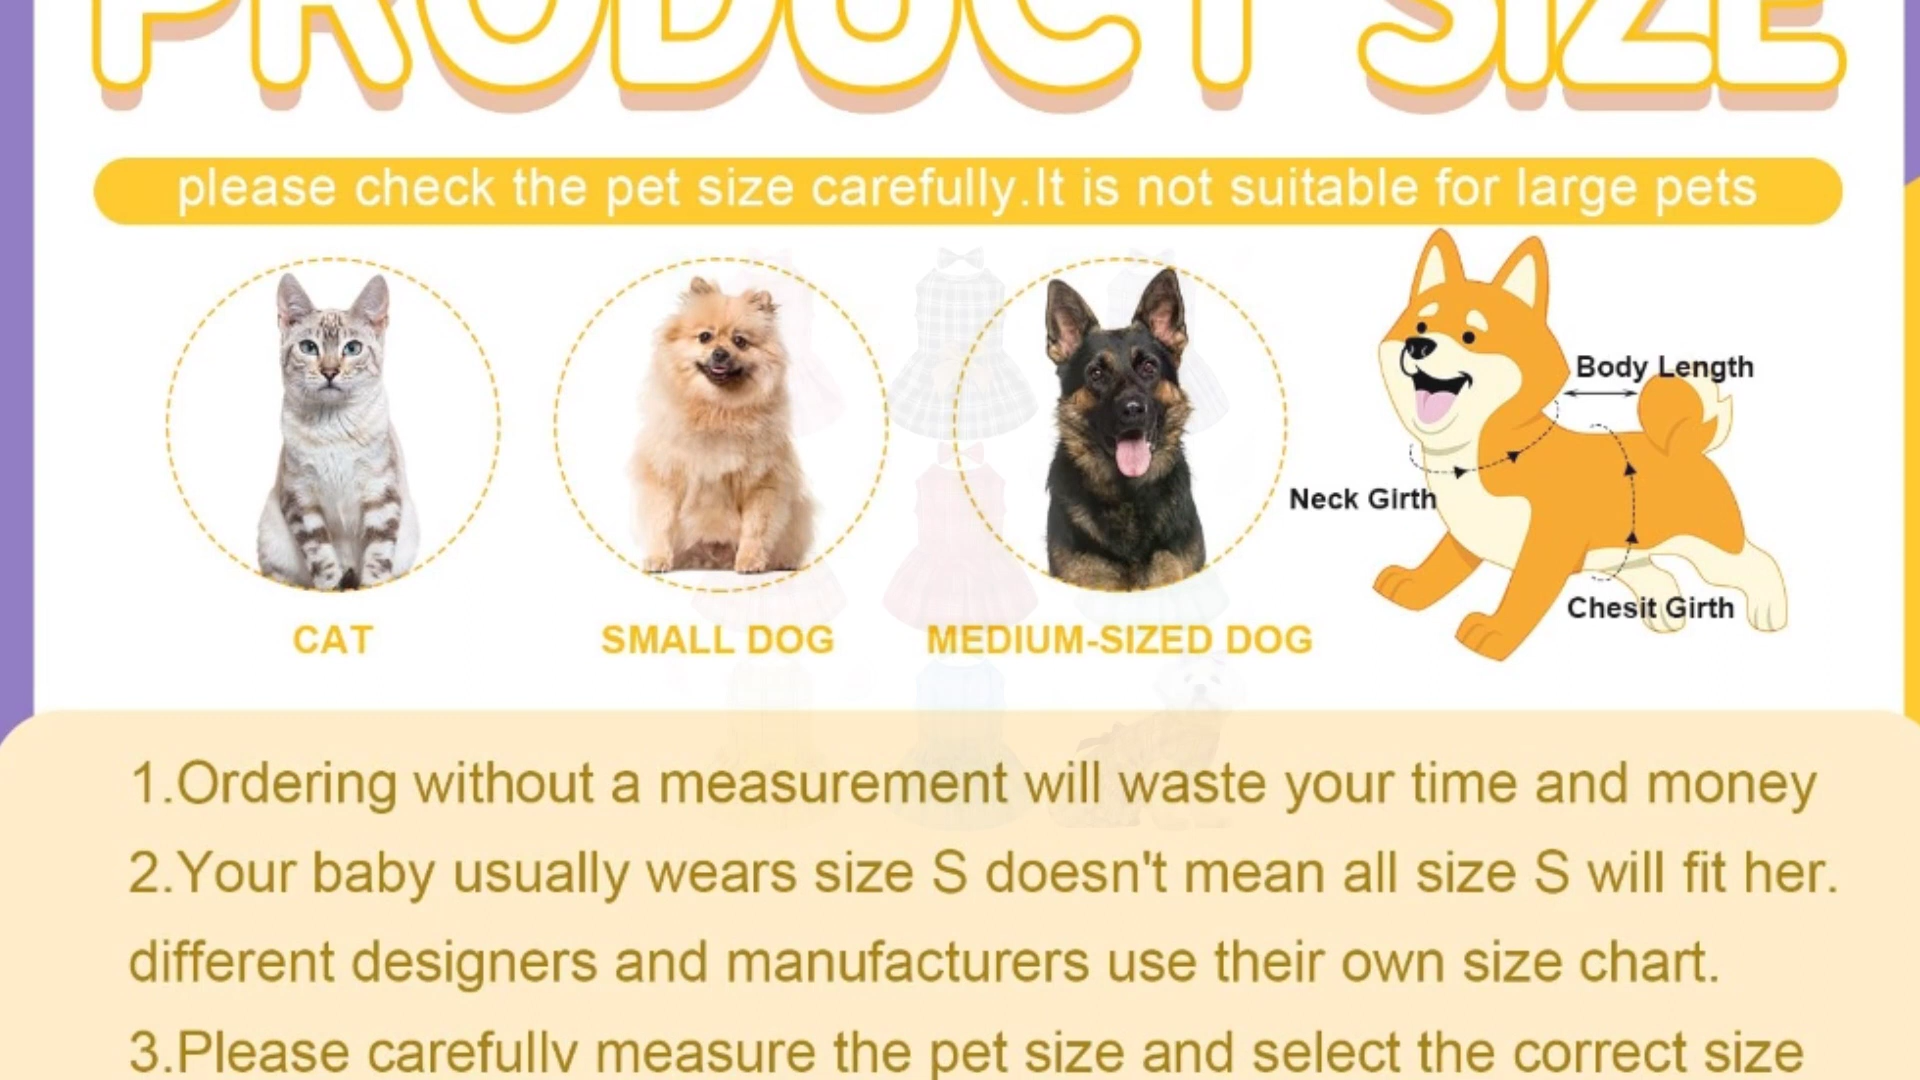 PRODUCT SIZE
please check the pet size carefully.It is not suitable for large pets
Body Length
Neck Girth
Chesit Girth
CAT
SMALL DOG
MEDIUM-SIZED DOG
1.Ordering without a measurement will waste your time and money
2.Your baby usually wears size S doesn't mean all size S will fit her.
different designers and manufacturers use their own size chart.
3.Please carefully measure the pet size and select the correct size